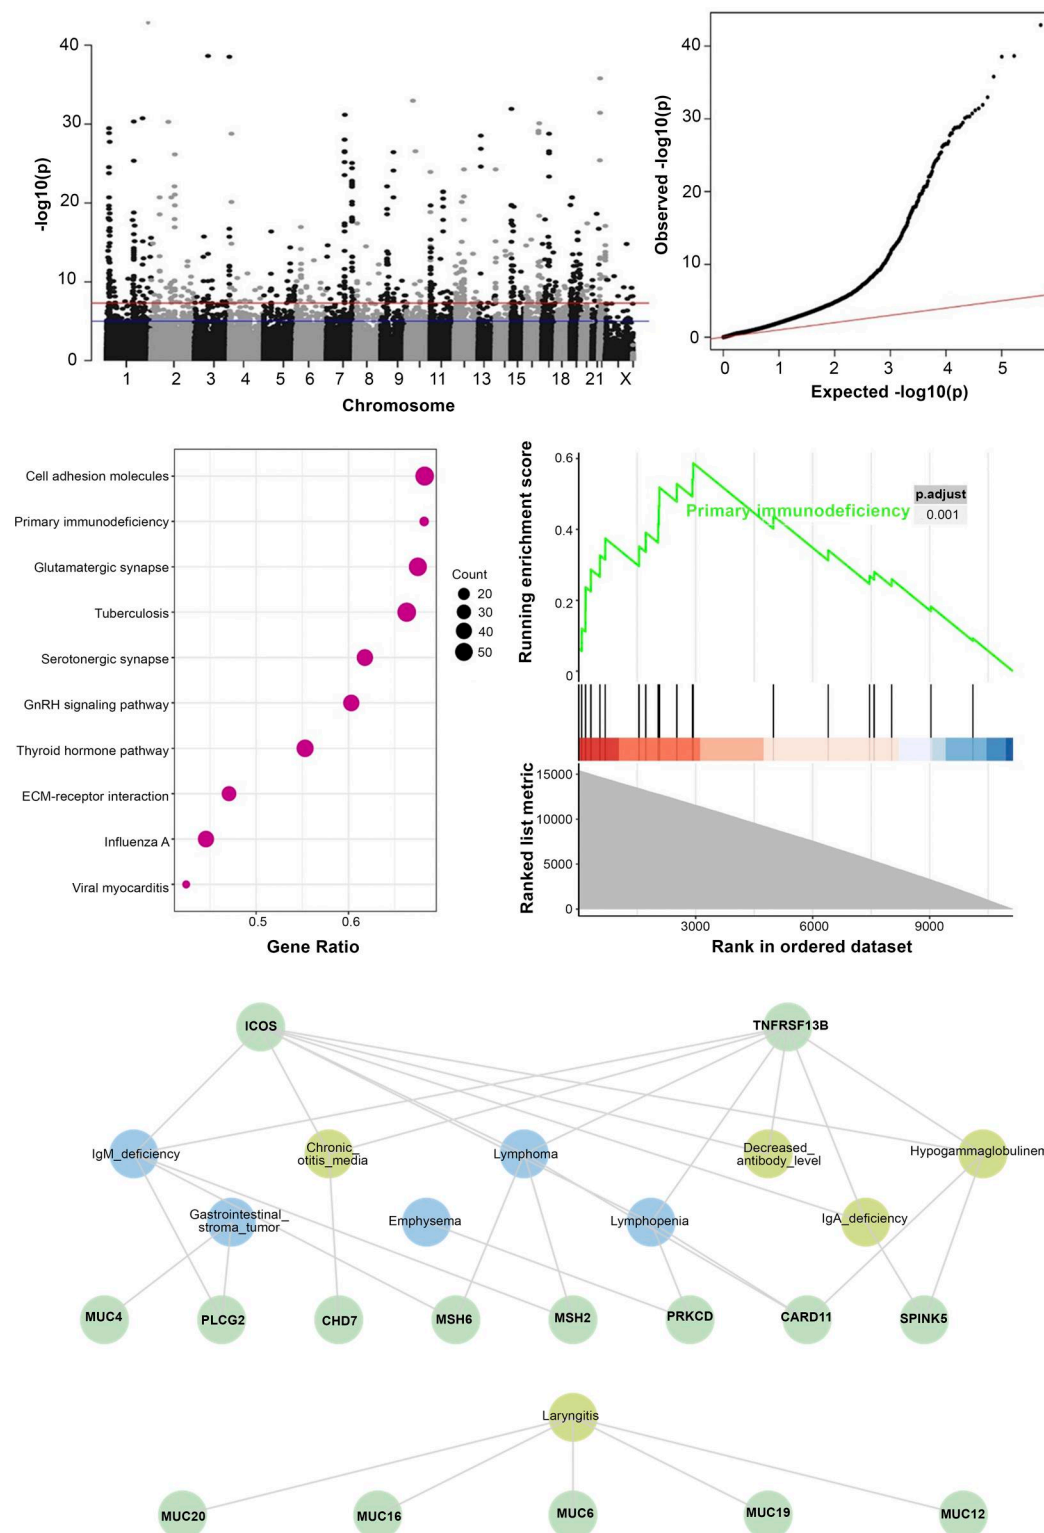 40
30
20
10
0
-log10(p)
1 2 3 4 5 6 7 8 9 11 13 15 18 21 X
Chromosome
40
30
20
10
0
Observed -log10(p)
0 1 2 3 4 5
Expected -log10(p)
Cell adhesion molecules
Primary immunodeficiency
Glutamatergic synapse
Tuberculosis
Serotonergic synapse
GnRH signaling pathway
Thyroid hormone pathway
ECM-receptor interaction
Influenza A
Viral myocarditis
0.5 0.6
Gene Ratio
Count
20
30
40
50
Running enrichment score
0.6
0.4
0.2
0
Primary immunodeficiency
p.adjust
0.001
Ranked list metric
15000
10000
5000
0
3000 6000 9000
Rank in ordered dataset
ICOS TNFRSF13B
IgM_deficiency
Chronic_
otitis_media
Lymphoma
Decreased_
antibody_level
Hypogammaglobulinem
Gastrointestinal_
stroma_tumor
Emphysema
Lymphopenia
IgA_deficiency
MUC4 PLCG2 CHD7 MSH6 MSH2 PRKCD CARD11 SPINK5
Laryngitis
MUC20 MUC16 MUC6 MUC19 MUC12